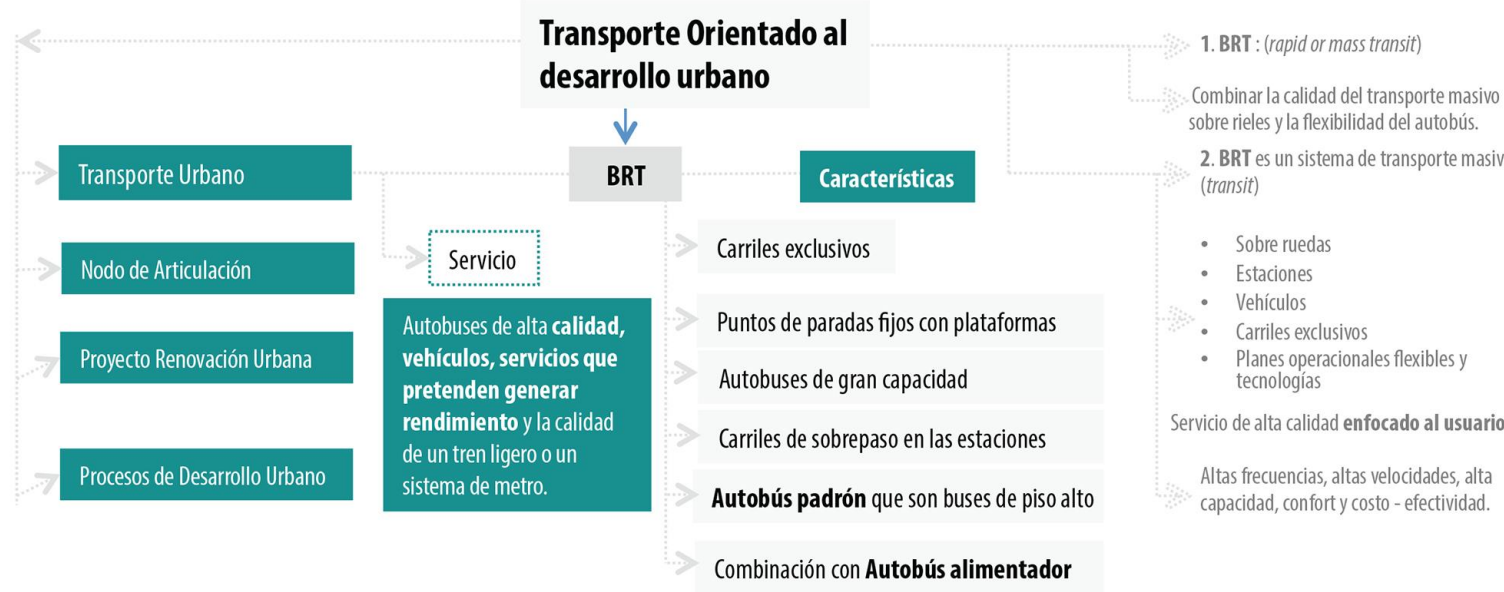 Transporte Orientado al
desarrollo urbano
BRT
Transporte Urbano
Nodo de Articulación
Proyecto Renovación Urbana
Procesos de Desarrollo Urbano
Servicio
Autobuses de alta calidad,
vehículos, servicios que
pretenden generar
rendimiento y la calidad
de un tren ligero o un
sistema de metro.
Características
Carriles exclusivos
Puntos de paradas fijos con plataformas
Autobuses de gran capacidad
Carriles de sobrepaso en las estaciones
Autobús padrón que son buses de piso alto
Combinación con Autobús alimentador
1. BRT : (rapid or mass transit)
Combinar la calidad del transporte masivo
sobre rieles y la flexibilidad del autobús.
2. BRT es un sistema de transporte masiv
(transit)
• Sobre ruedas
• Estaciones
• Vehículos
• Carriles exclusivos
• Planes operacionales flexibles y
tecnologías
Servicio de alta calidad enfocado al usuario
Altas frecuencias, altas velocidades, alta
capacidad, confort y costo - efectividad.